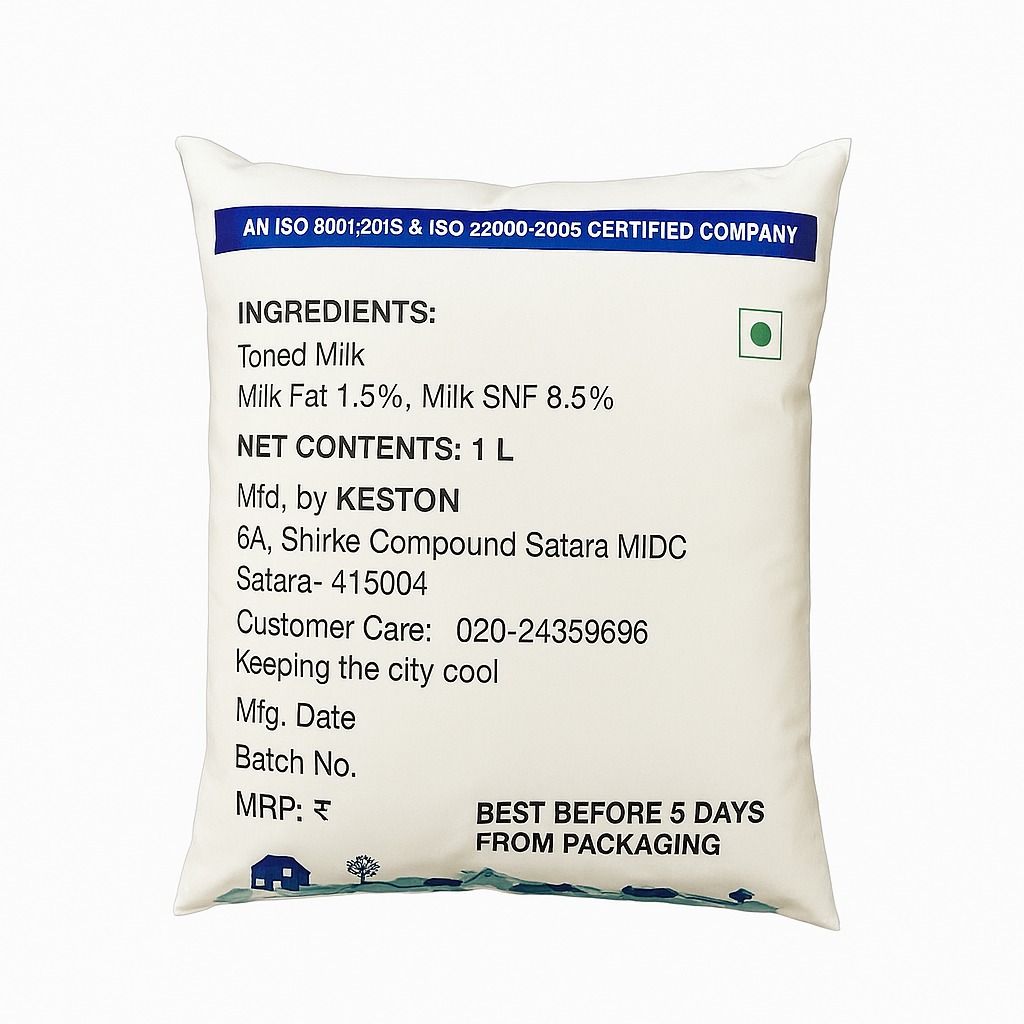 AN ISO 8001;201S & ISO 22000-2005 CERTIFIED COMPANY
INGREDIENTS:
Toned Milk
Milk Fat 1.5%, Milk SNF 8.5%
NET CONTENTS: 1 L
Mfd, by KESTON
6A, Shirke Compound Satara MIDC
Satara- 415004
Customer Care: 020-24359696
Keeping the city cool
Mfg. Date
Batch No.
MRP: ₹
BEST BEFORE 5 DAYS
FROM PACKAGING